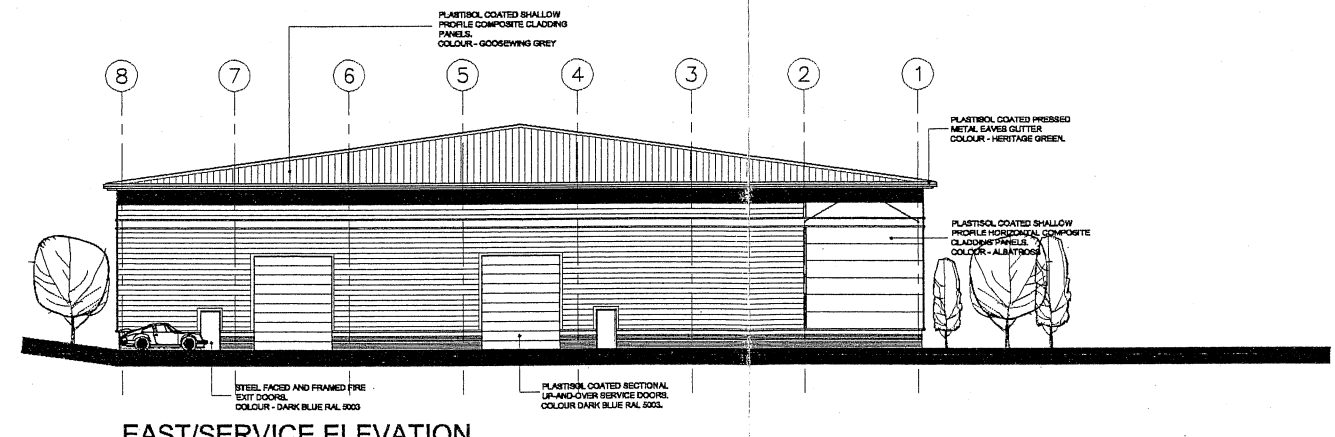 PLASTISOL COATED SHALLOW
PROFILE COMPOSITE CLADDING
PANELS.
COLOUR - GOOSEWING GREY
8
7
6
5
4
3
2
1
PLASTISOL COATED PRESSED
METAL EAVES GUTTER
COLOUR - HERITAGE GREEN.
PLASTISOL COATED SHALLOW
PROFILE HORIZONTAL COMPOSITE
CLADDING PANELS.
COLOUR - ALBATROSS
STEEL FACED AND FRAMED FIRE
EXIT DOORS.
COLOUR - DARK BLUE RAL 5003
PLASTISOL COATED SECTIONAL
UP-AND-OVER SERVICE DOORS.
COLOUR DARK BLUE RAL 5003.
EAST/SERVICE ELEVATION